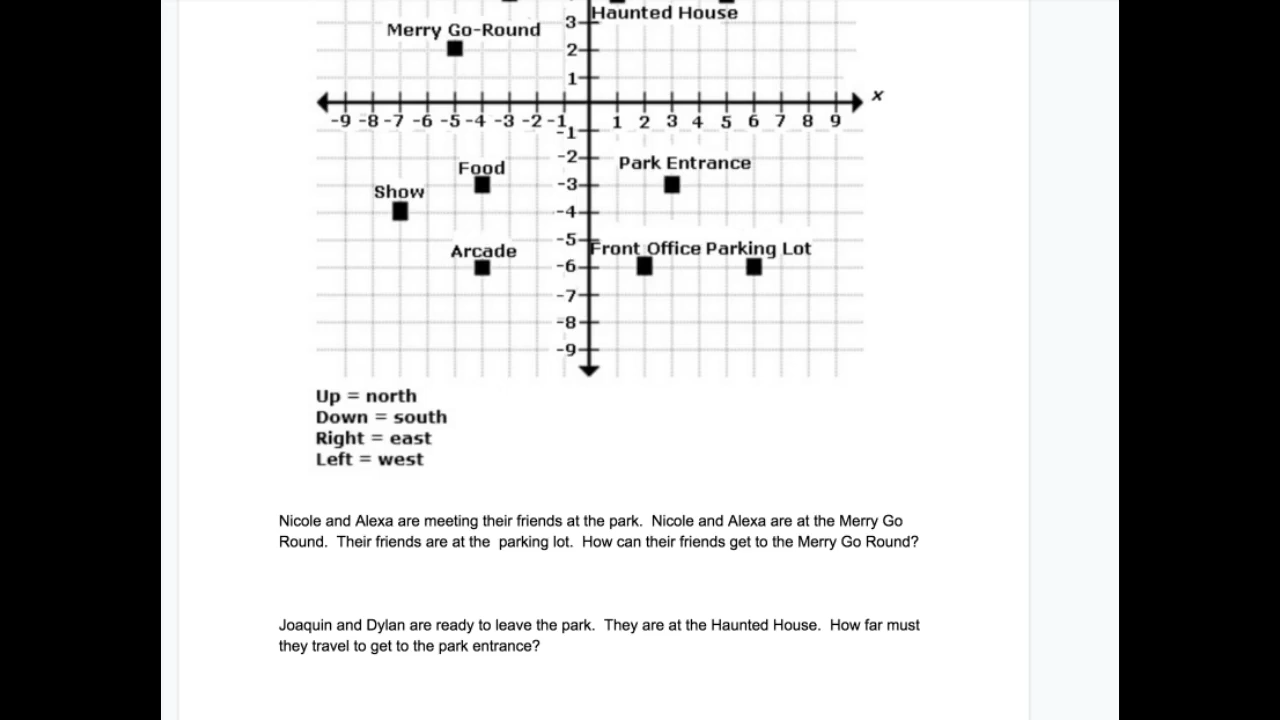 Haunted House
3
Merry Go-Round
2
1
x
-9 -8 -7 -6 -5 -4 -3 -2 -1 1 2 3 4 5 6 7 8 9
-1
-2
Park Entrance
Food
-3
Show
-4
-5
Front Office Parking Lot
Arcade
-6
-7
-8
-9
Up = north
Down = south
Right = east
Left = west
Nicole and Alexa are meeting their friends at the park. Nicole and Alexa are at the Merry Go
Round. Their friends are at the parking lot. How can their friends get to the Merry Go Round?
Joaquin and Dylan are ready to leave the park. They are at the Haunted House. How far must
they travel to get to the park entrance?